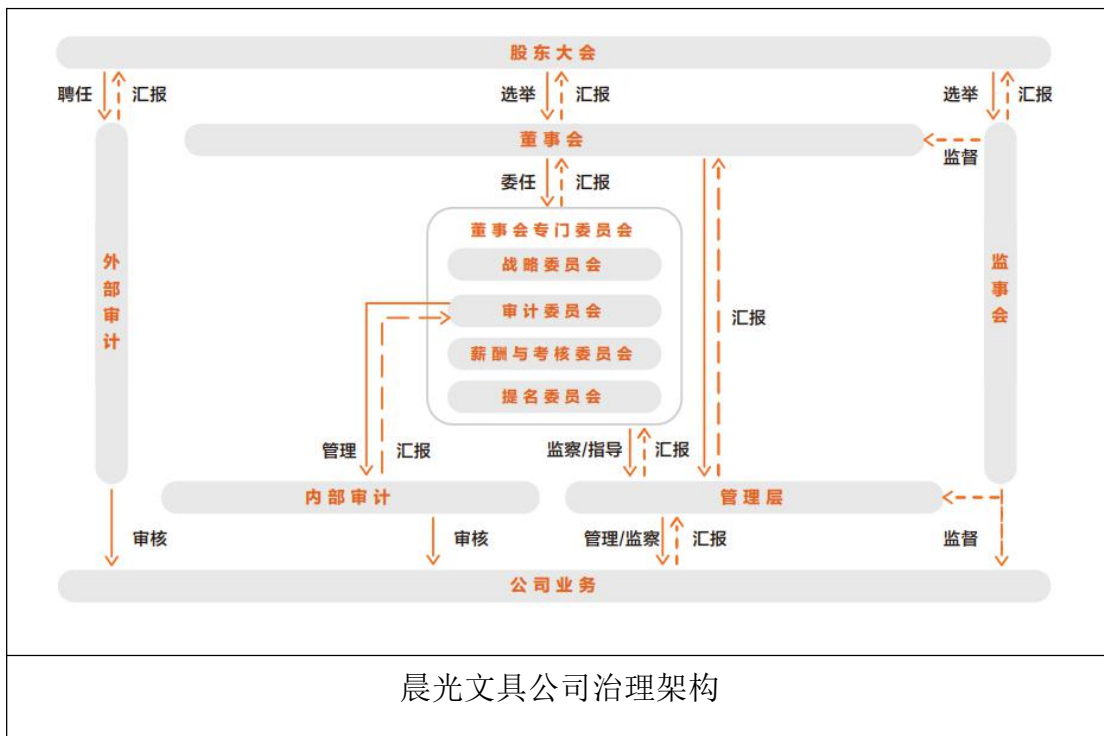 股东大会
聘任 汇报 选举 汇报 选举 汇报
董事会
监督
委任 汇报
董事会专门委员会
战略委员会
外部审计
监事会
审计委员会
汇报
薪酬与考核委员会
提名委员会
管理 汇报 监察/指导 汇报
内部审计 管理层
审核 审核 管理/监察 汇报 监督
公司业务
晨光文具公司治理架构